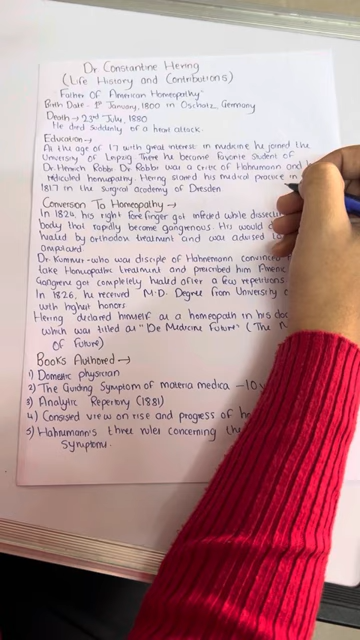 Dr. Constantine Hering
(Life History and Contributions)
Father OF American Homeopathy"
Birth Date - 1st January, 1800 in Oschatz, Germany
Death → 23rd July, 1880
He died suddenly of a heart attack.
Education →
At the age of 17 with great interest in medicine he joined the
University of Leipzig. There he became favorite student of
Dr. Henrich Robbi Dr. Robbi was a critic of Hahnemann and
ridiculed homeopathy. Hering started his medical practice in
1817 in the surgical academy of Dresden
Conversion To Homeopathy →
In 1824, his right forefinger got infected while dissecti
body that rapidly became gangrenous. His would
healed by orthodox treatment and was advised to
amputated
Dr. Kummer - who was disciple of Hahnemann convinced
take Homeopathic treatment and prescribed him Arsenic
Gangrene got completely healed after a few repetitions
In 1826, he received "M.D. Degree from University
with highest honors
Hering declared himself as a homeopath in his
which was titled as "De Medicine future" (The M
of future)
Books Authored →
1) Domestic physician
2) The Guiding Symptom of materia medica - 10
3) Analytic Repertory (1881)
4) Consised view on rise and progress of
5) Hahnemann's three rules concerning the
symptoms.